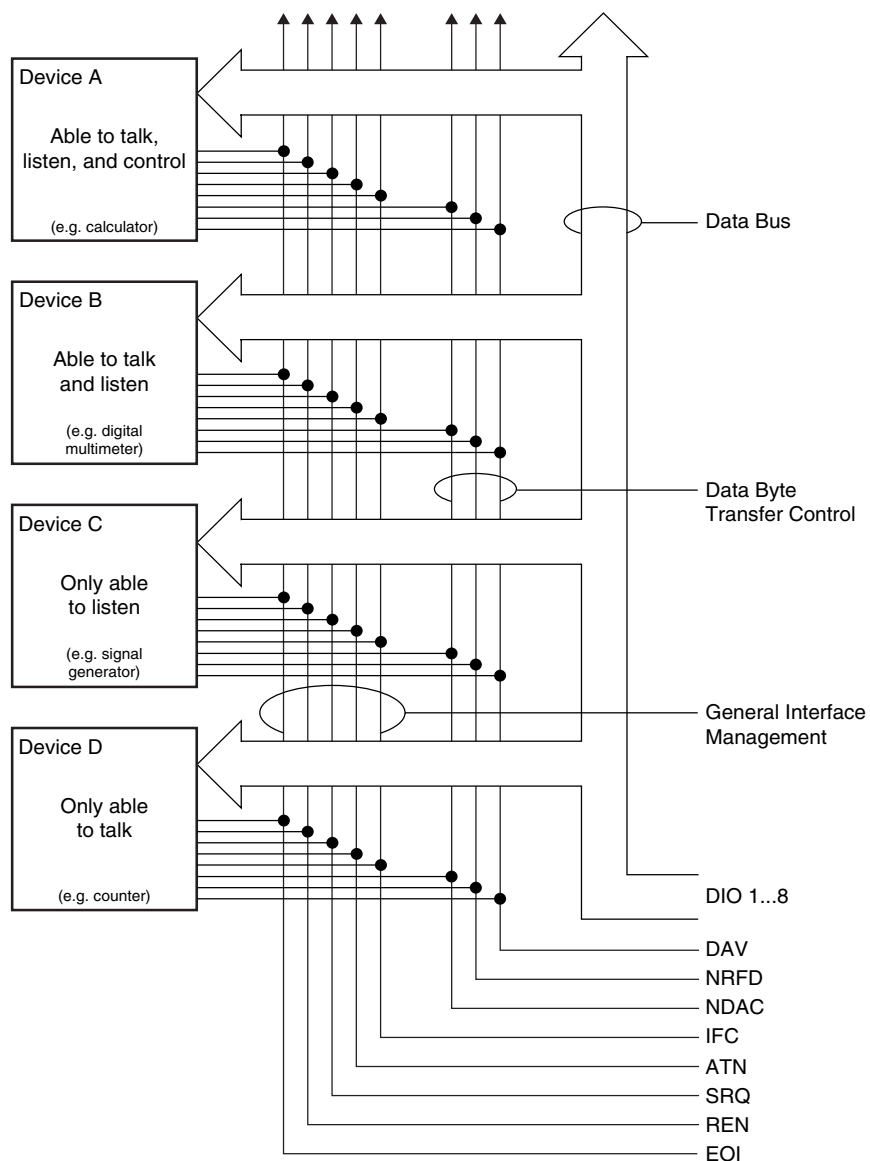 Device A
Able to talk,
listen, and control
(e.g. calculator)
Data Bus
Device B
Able to talk
and listen
(e.g. digital
multimeter)
Data Byte
Transfer Control
Device C
Only able
to listen
(e.g. signal
generator)
General Interface
Management
Device D
Only able
to talk
(e.g. counter)
DIO 1...8
DAV
NRFD
NDAC
IFC
ATN
SRQ
REN
EOI